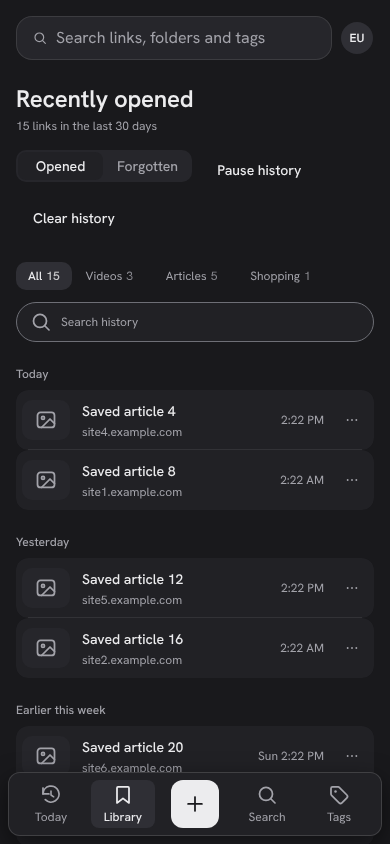 Search links, folders and tags
EU
Recently opened
15 links in the last 30 days
Opened Forgotten Pause history
Clear history
All 15 Videos 3 Articles 5 Shopping 1
Search history
Today
Saved article 4
site4.example.com
2:22 PM
Saved article 8
site1.example.com
2:22 AM
Yesterday
Saved article 12
site5.example.com
2:22 PM
Saved article 16
site2.example.com
2:22 AM
Earlier this week
Saved article 20
site6.example.com
Sun 2:22 PM
Today Library Search Tags